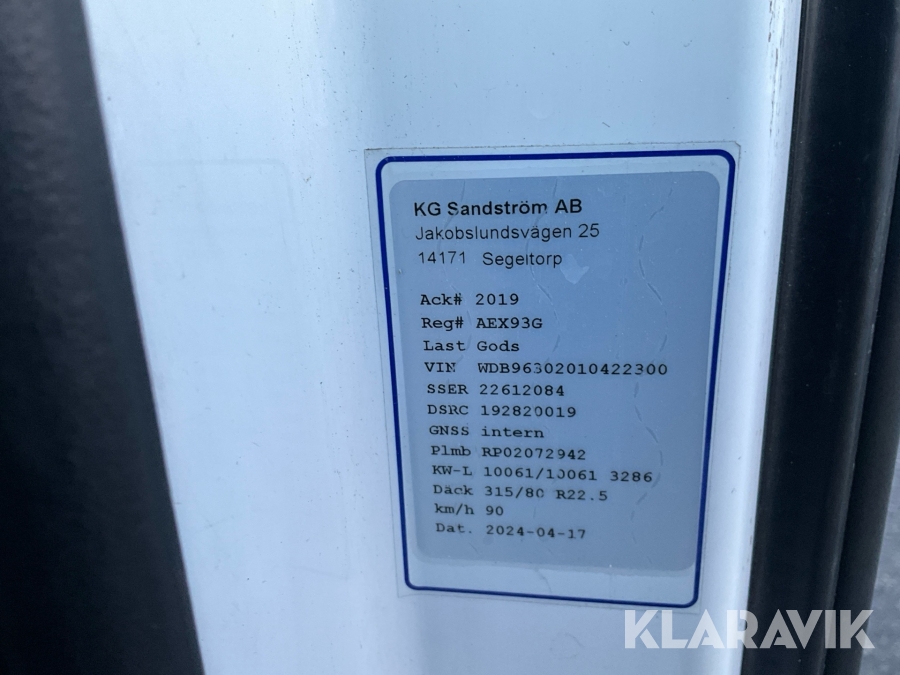 KG Sandström AB
Jakobslundsvägen 25
14171 Segeltorp
Ack# 2019
Reg# AEX93G
Last Gods
VIN WDB96302010422300
SSER 22612084
DSRC 192820019
GNSS intern
Plmb RP02072942
KW-L 10061/10061 3286
Däck 315/80 R22.5
km/h 90
Dat. 2024-04-17
KLARAVIK